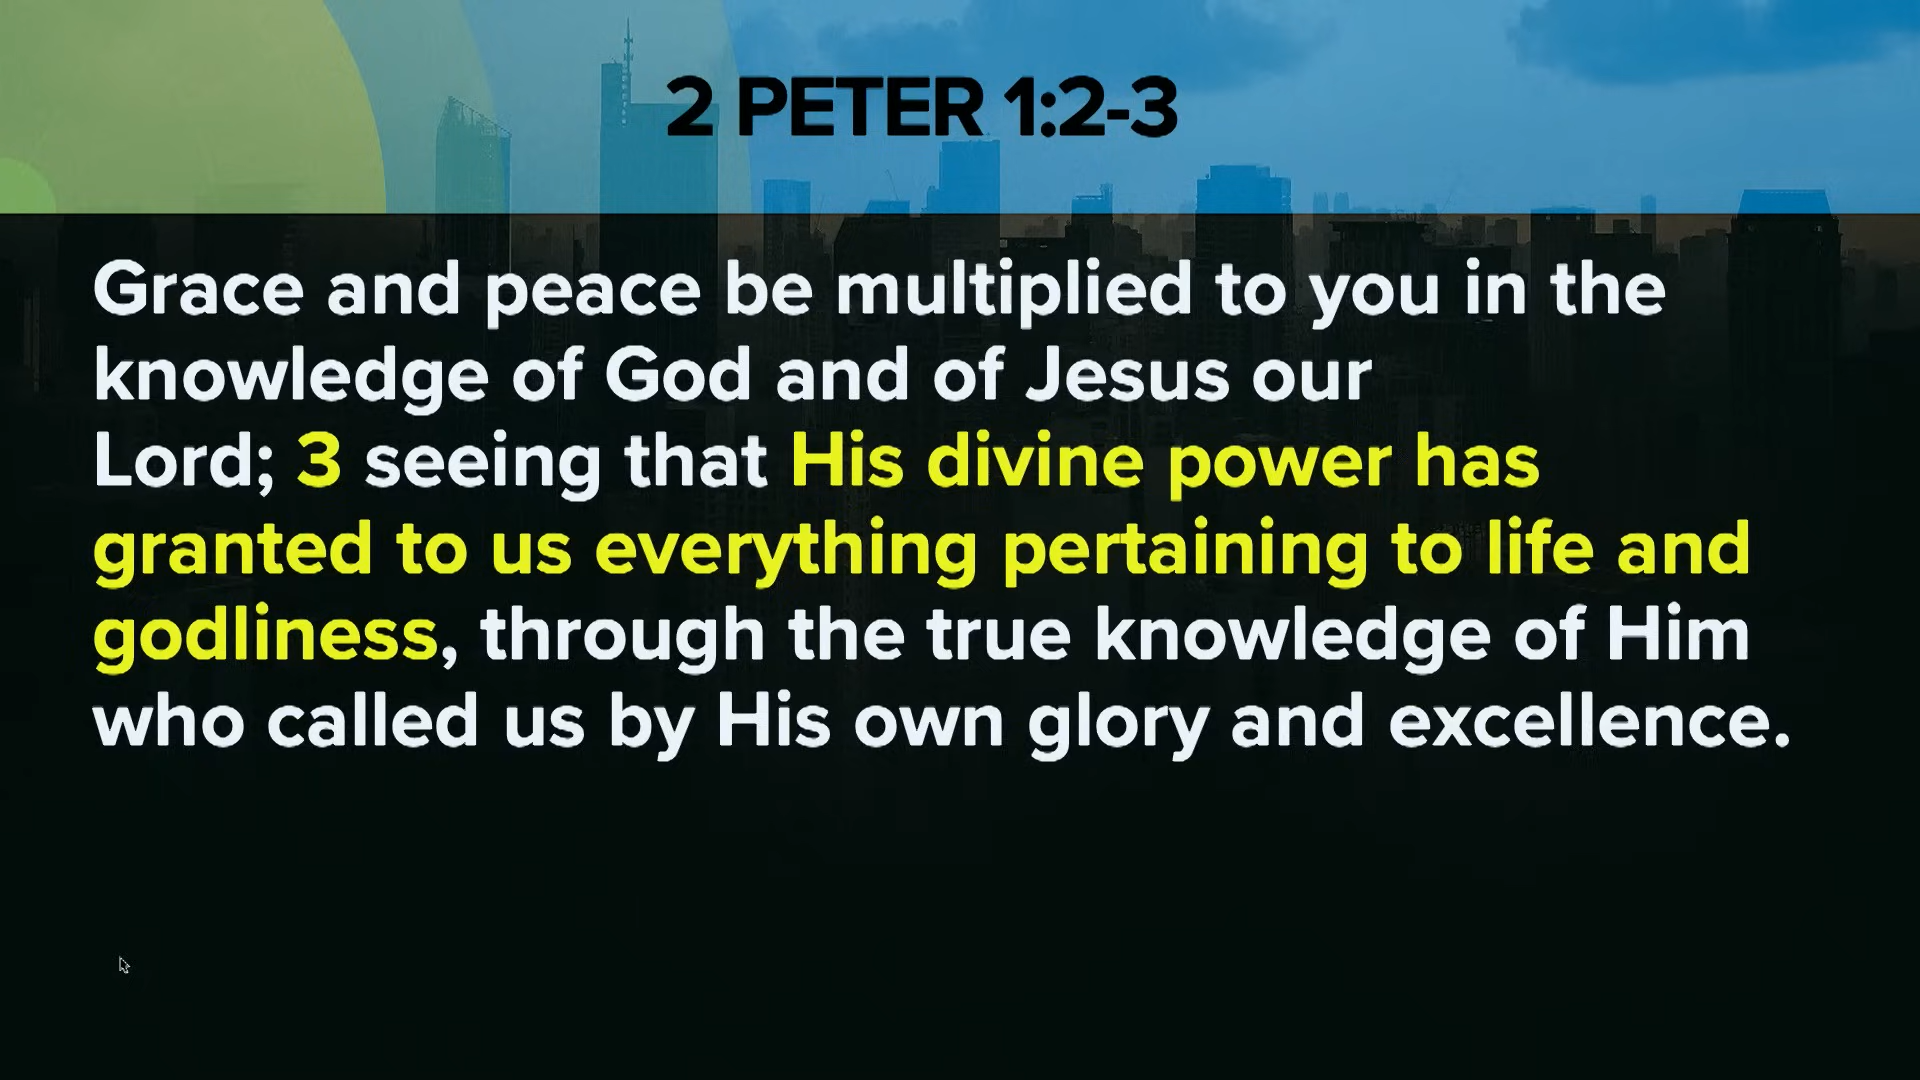 2 PETER 1:2-3
Grace and peace be multiplied to you in the
knowledge of God and of Jesus our
Lord; 3 seeing that His divine power has
granted to us everything pertaining to life and
godliness, through the true knowledge of Him
who called us by His own glory and excellence.